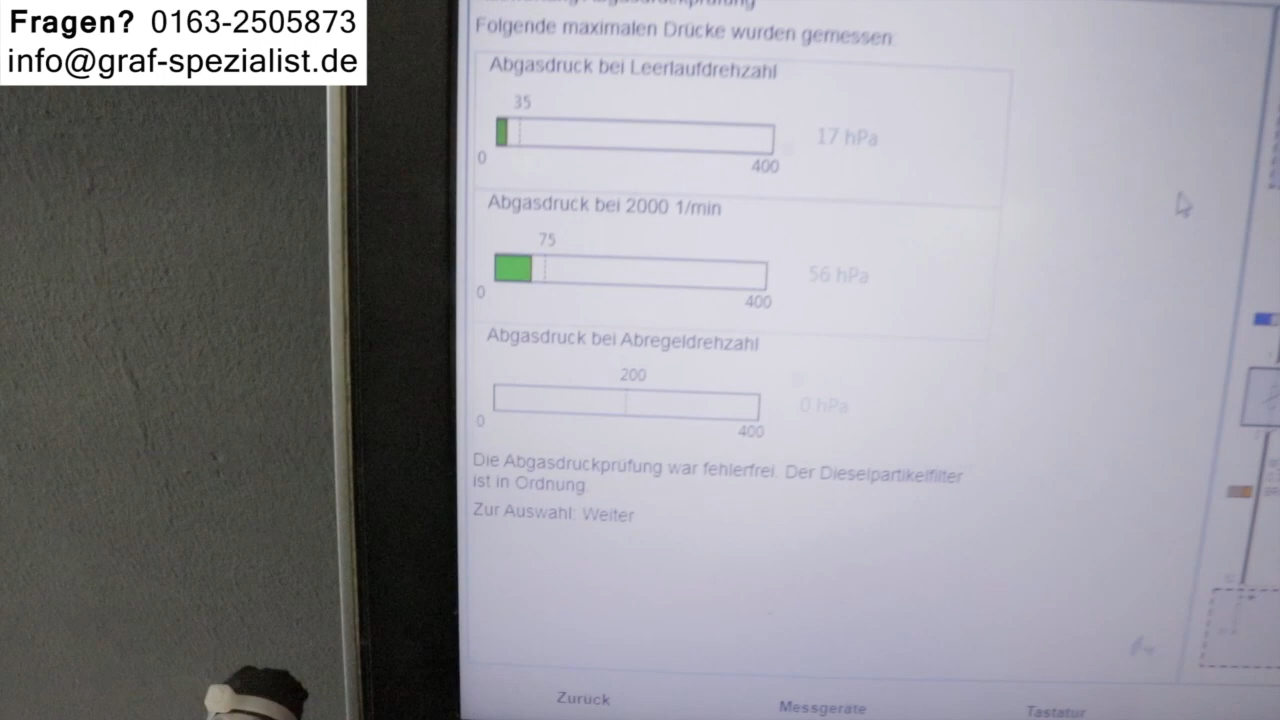 Fragen? 0163-2505873
info@graf-spezialist.de
Folgende maximalen Drücke wurden gemessen:
Abgasdruck bei Leerlaufdrehzahl
35
17 hPa
0
400
Abgasdruck bei 2000 1/min
75
56 hPa
0
400
Abgasdruck bei Abregeldrehzahl
200
0 hPa
0
400
Die Abgasdruckprüfung war fehlerfrei. Der Dieselpartikelfilter
ist in Ordnung.
Zur Auswahl: Weiter
Zurück
Messgeräte
Tastatur